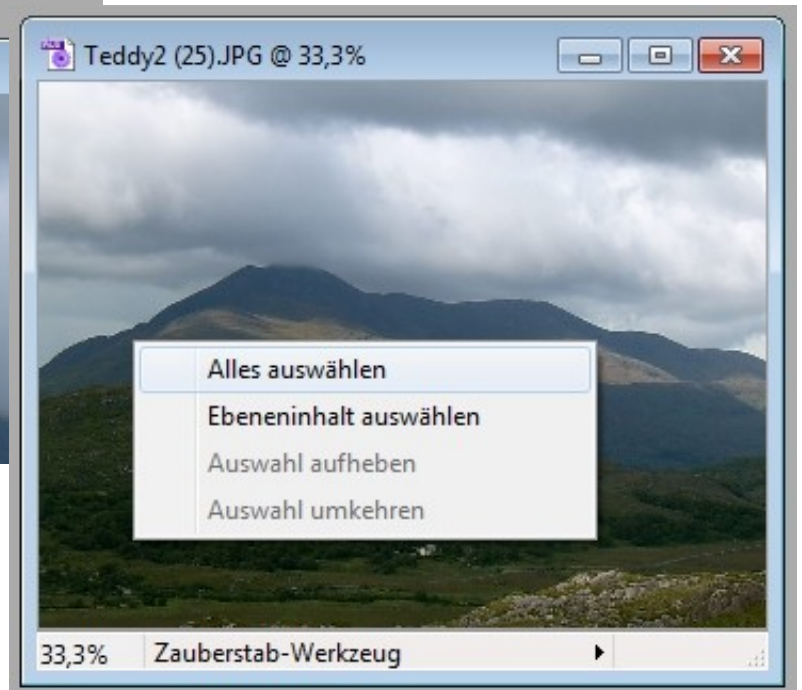 Teddy2 (25).JPG @ 33,3%
Alles auswählen
Ebeneninhalt auswählen
Auswahl aufheben
Auswahl umkehren
33,3% Zauberstab-Werkzeug